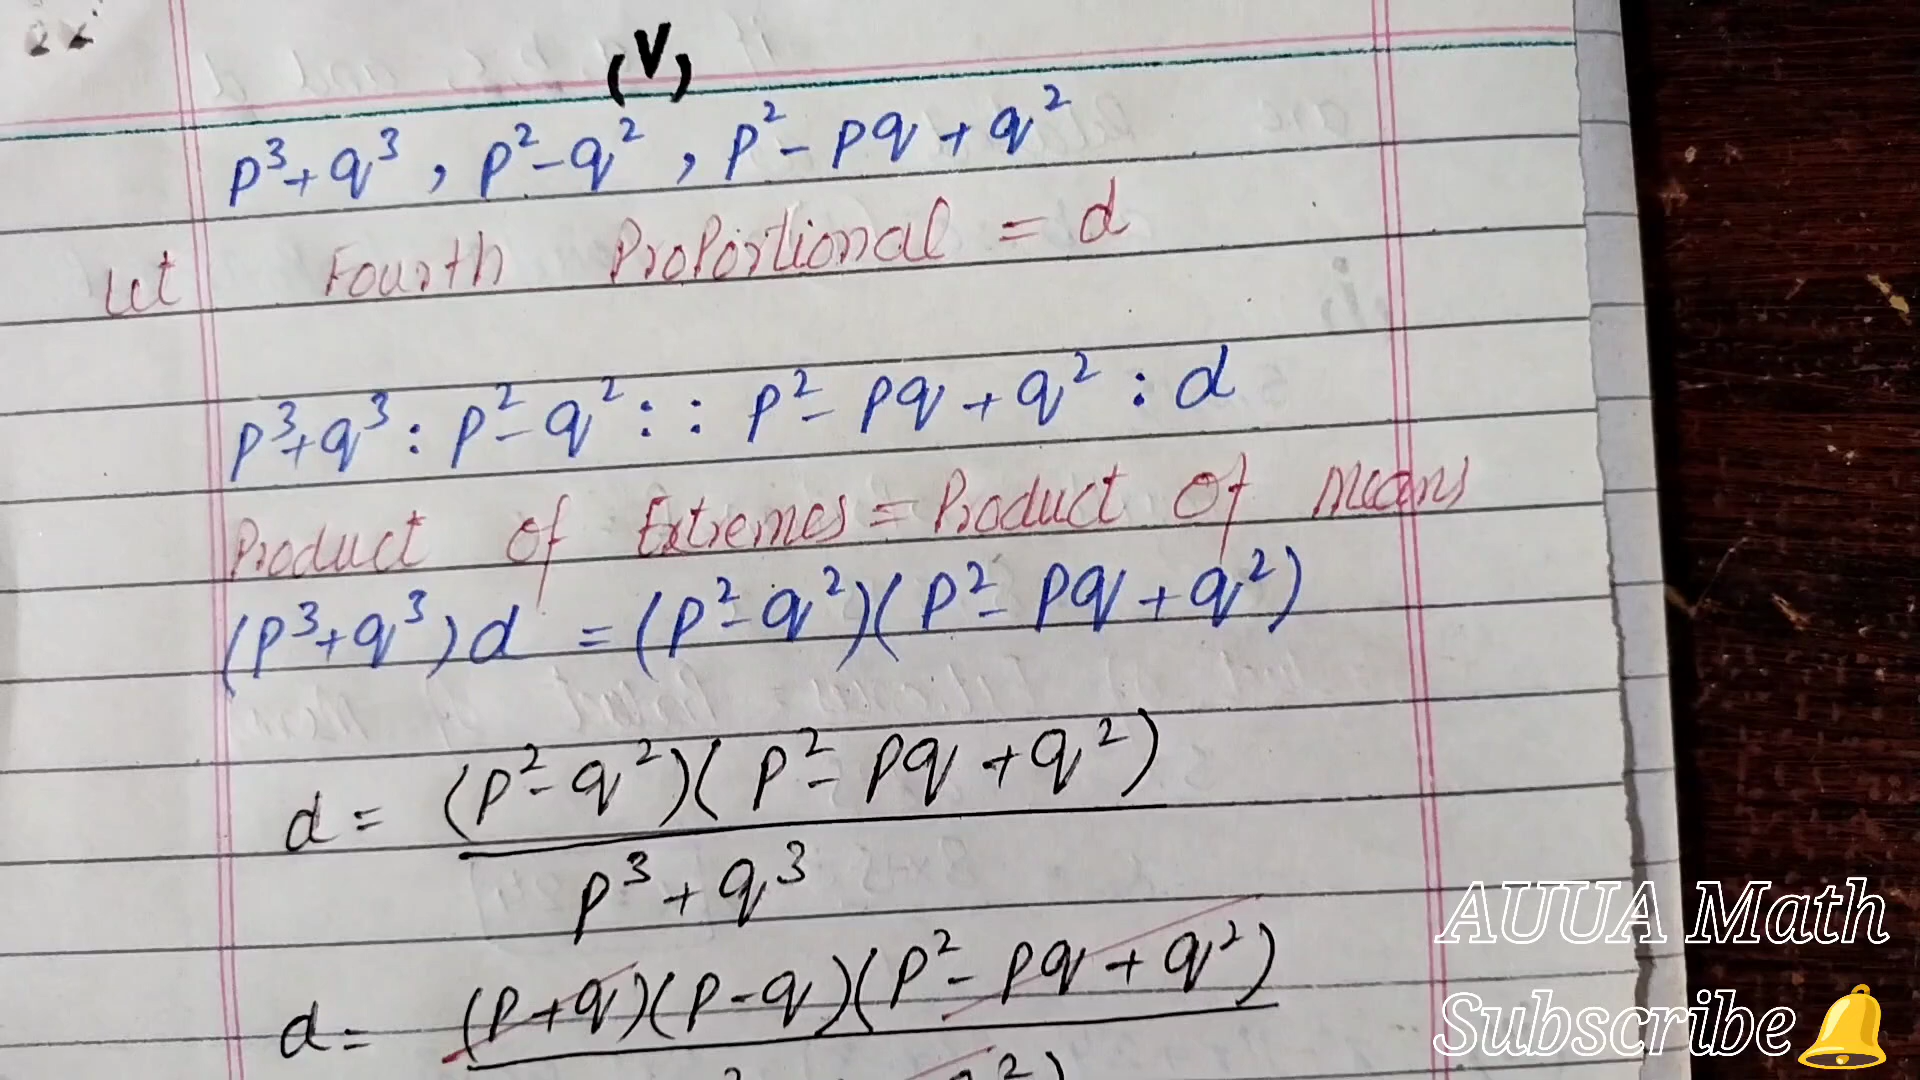 (V)
p³+q³, p²-q², p²-pq+q²
Let Fourth Proportional = d
p³+q³ : p²-q² : : p²-pq+q² : d
Product of Extremes = Product of Means
(p³+q³)d = (p²-q²)(p²-pq+q²)
d = (p²-q²)(p²-pq+q²)
p³+q³
d = (p+q)(p-q)(p²-pq+q²)
AUUA Math
Subscribe